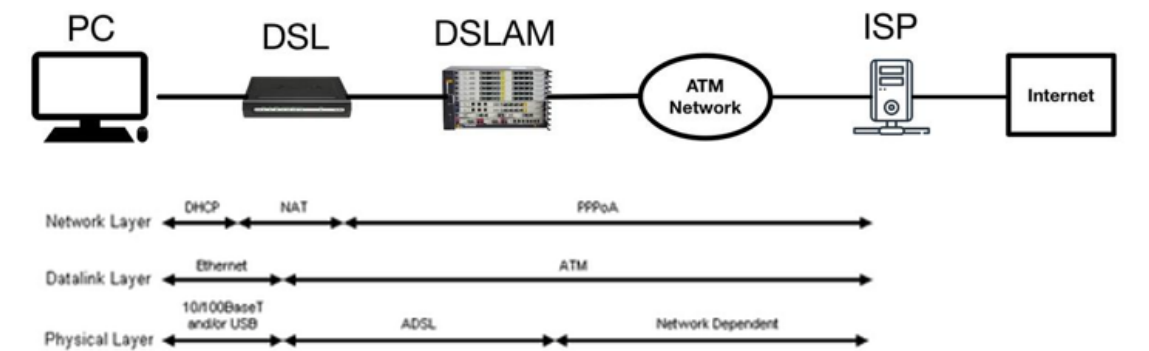 PC
DSL
DSLAM
ISP
ATM
Network
Internet
DHCP
NAT
PPPoA
Network Layer
Ethernet
ATM
Datalink Layer
10/100BaseT
and/or USB
ADSL
Network Dependent
Physical Layer